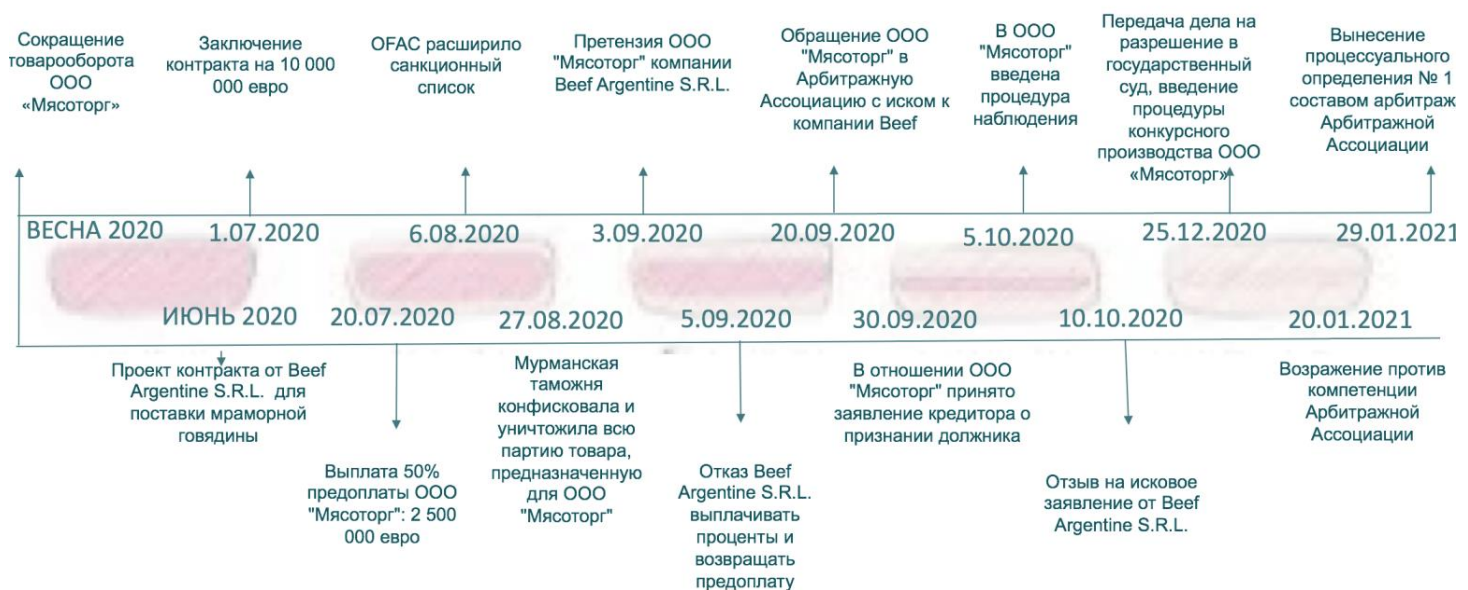 Сокращение
товарооборота
ООО
«Мясоторг»
Заключение
контракта на 10 000
000 евро
OFAC расширило
санкционный
список
Претензия ООО
"Мясоторг" компании
Beef Argentine S.R.L.
Обращение ООО
"Мясоторг" в
Арбитражную
Ассоциацию с иском к
компании Beef
В ООО
"Мясоторг"
введена
процедура
наблюдения
Передача дела на
разрешение в
государственный
суд, введение
процедуры
конкурсного
производства ООО
«Мясоторг»
Вынесение
процессуального
определения № 1
составом арбитраж
Арбитражной
Ассоциации
ВЕСНА 2020
1.07.2020
6.08.2020
3.09.2020
20.09.2020
5.10.2020
25.12.2020
29.01.2021
ИЮНЬ 2020
20.07.2020
27.08.2020
5.09.2020
30.09.2020
10.10.2020
20.01.2021
Проект контракта от Beef
Argentine S.R.L. для
поставки мраморной
говядины
Выплата 50%
предоплаты ООО
"Мясоторг": 2 500
000 евро
Мурманская
таможня
конфисковала и
уничтожила всю
партию товара,
предназначенную
для ООО
"Мясоторг"
Отказ Beef
Argentine S.R.L.
выплачивать
проценты и
возвращать
предоплату
В отношении ООО
"Мясоторг" принято
заявление кредитора о
признании должника
Отзыв на исковое
заявление от Beef
Argentine S.R.L.
Возражение против
компетенции
Арбитражной
Ассоциации